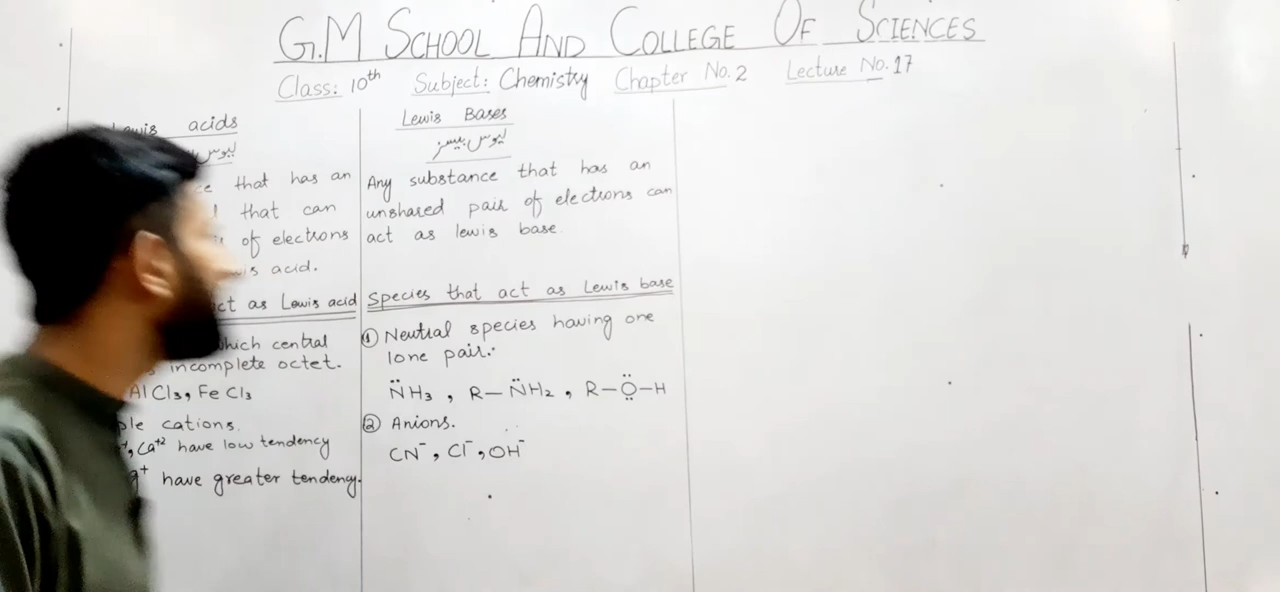 G.M SCHOOL AND COLLEGE OF SCIENCES
Class: 10th Subject: Chemistry Chapter No. 2 Lecture No. 17
Lewis acids
لیوس
that has an
that can
of electrons
acid.
act as Lewis acid
which central
incomplete octet.
AlCl3, FeCl3
cations.
Ca+2 have low tendency
have greater tendency.
Lewis Bases
لیوس بیسز
Any substance that has an
unshared pair of electrons can
act as lewis base.
Species that act as Lewis base
① Neutral species having one
lone pair.
N̈H3, R–N̈H2, R–Ö–H
② Anions.
CN⁻, Cl⁻, OH⁻